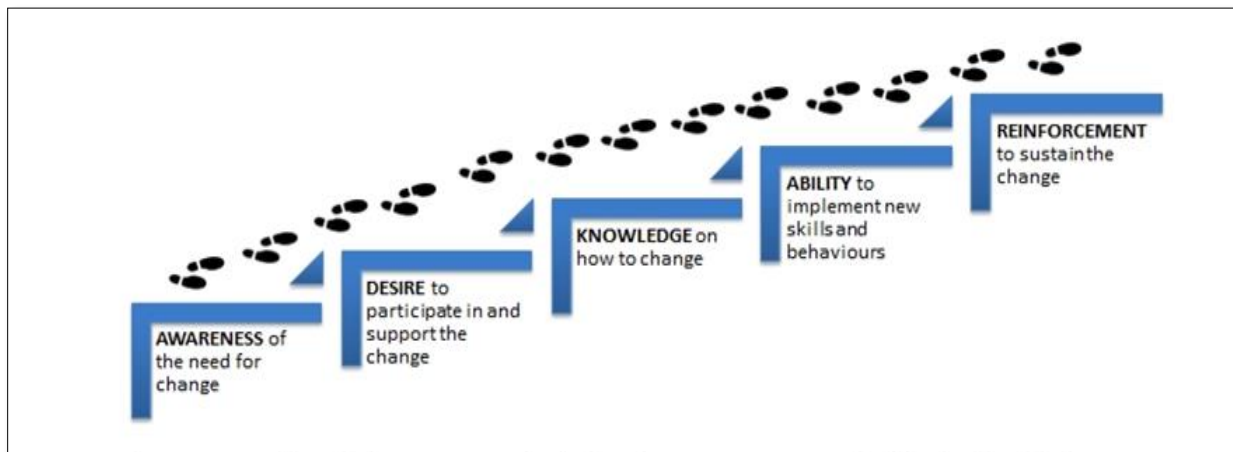 AWARENESS of
the need for
change
DESIRE to
participate in and
support the
change
KNOWLEDGE on
how to change
ABILITY to
implement new
skills and
behaviours
REINFORCEMENT
to sustain the
change